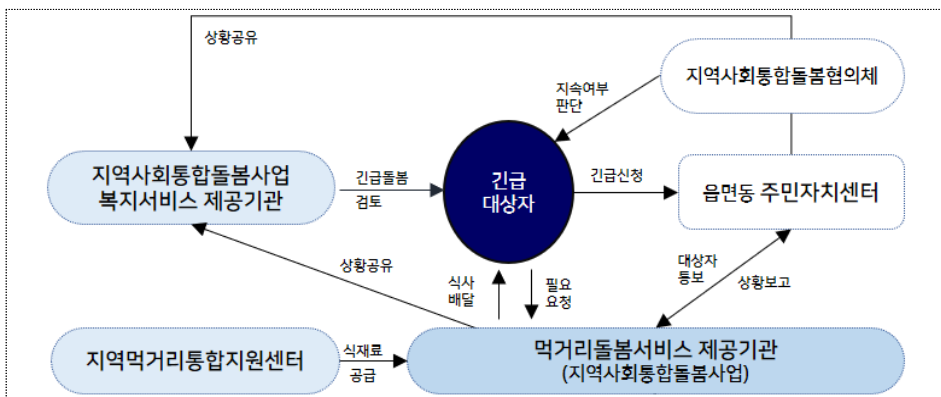 상황공유
지역사회통합돌봄협의체
지속여부
판단
지역사회통합돌봄사업
복지서비스 제공기관
긴급돌봄
검토
긴급
대상자
긴급신청
읍면동 주민자치센터
상황공유
식사
배달
필요
요청
대상자
통보
상황보고
지역먹거리통합지원센터
식재료
공급
먹거리돌봄서비스 제공기관
(지역사회통합돌봄사업)